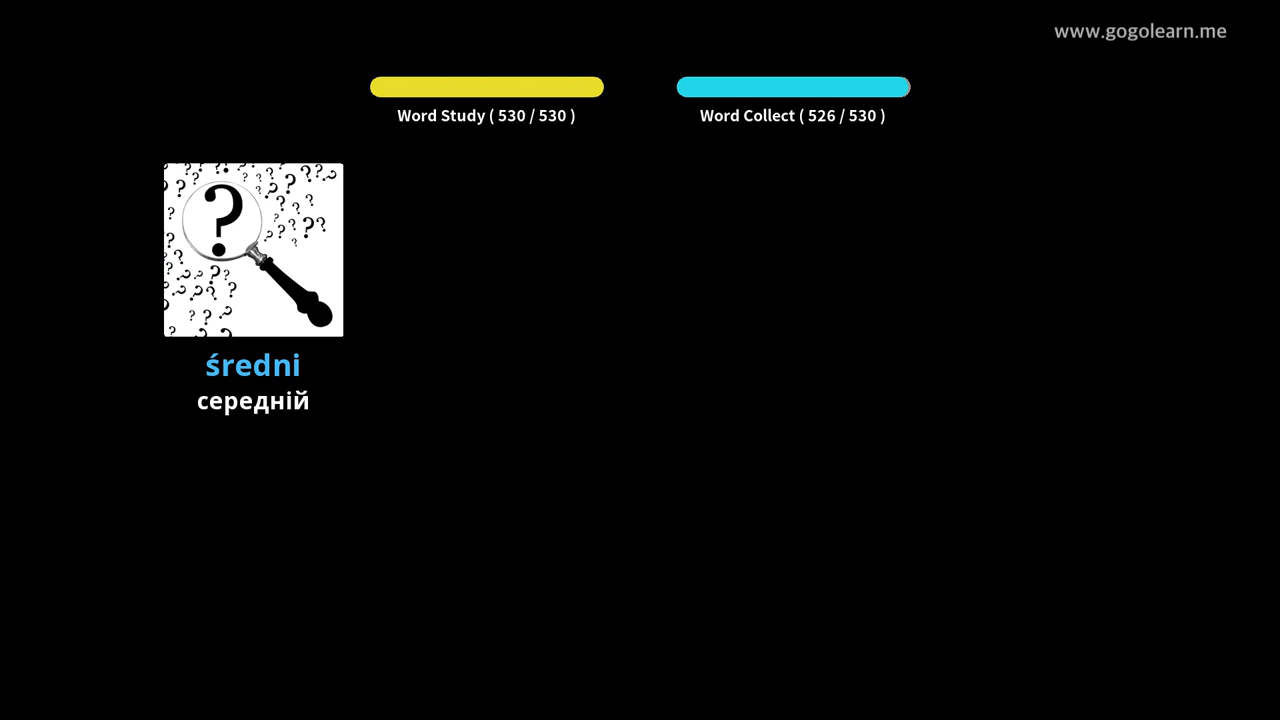 www.gogolearn.me
Word Study ( 530 / 530 )
Word Collect ( 526 / 530 )
średni
середній